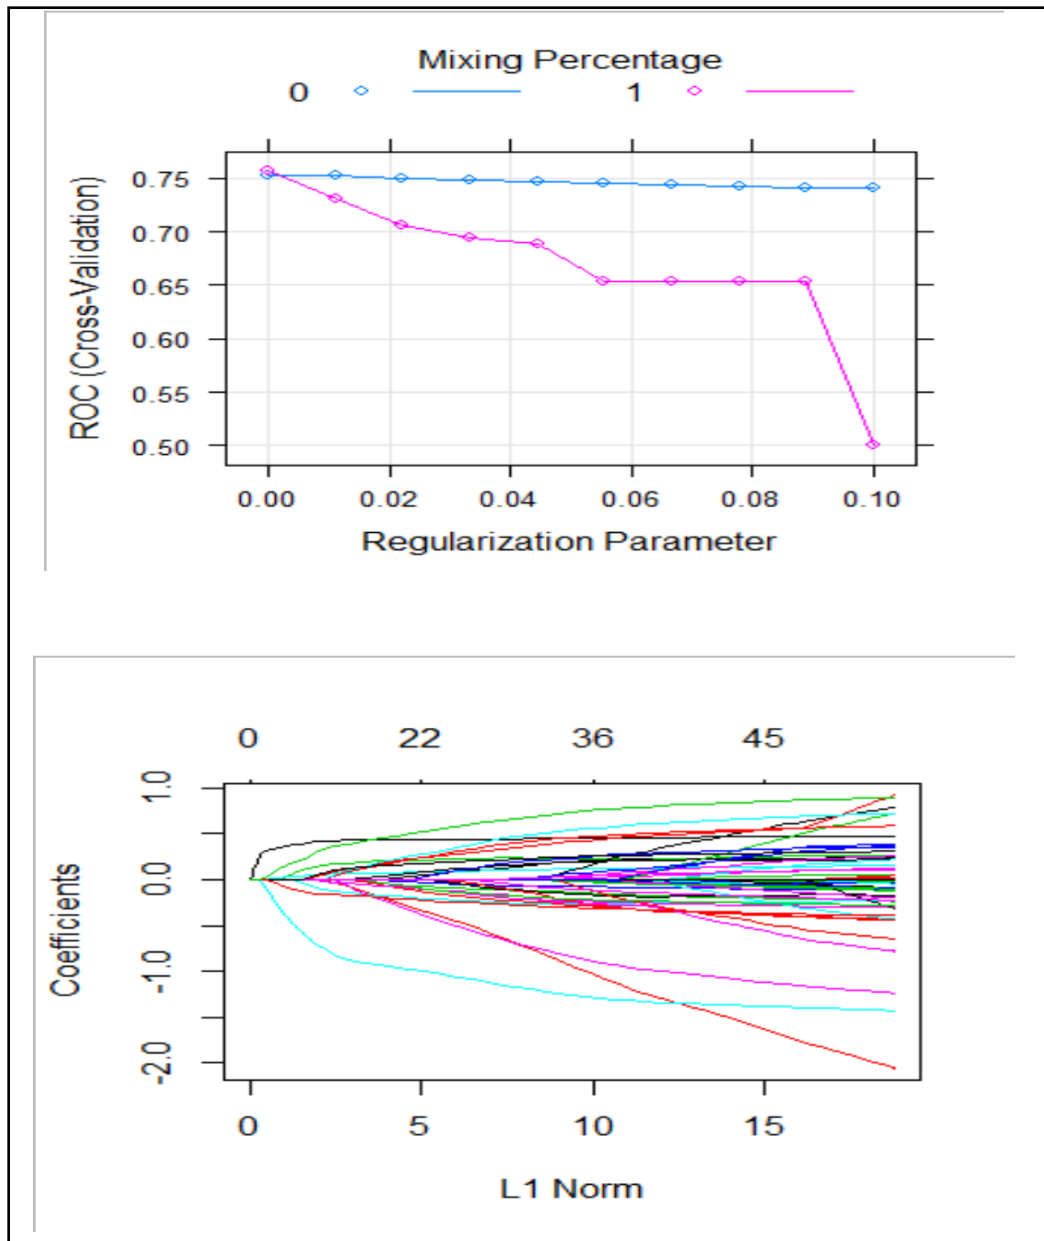 Mixing Percentage
0 1
ROC (Cross-Validation)
0.75
0.70
0.65
0.60
0.55
0.50
0.00 0.02 0.04 0.06 0.08 0.10
Regularization Parameter
0 22 36 45
Coefficients
1.0
0.0
-1.0
-2.0
0 5 10 15
L1 Norm